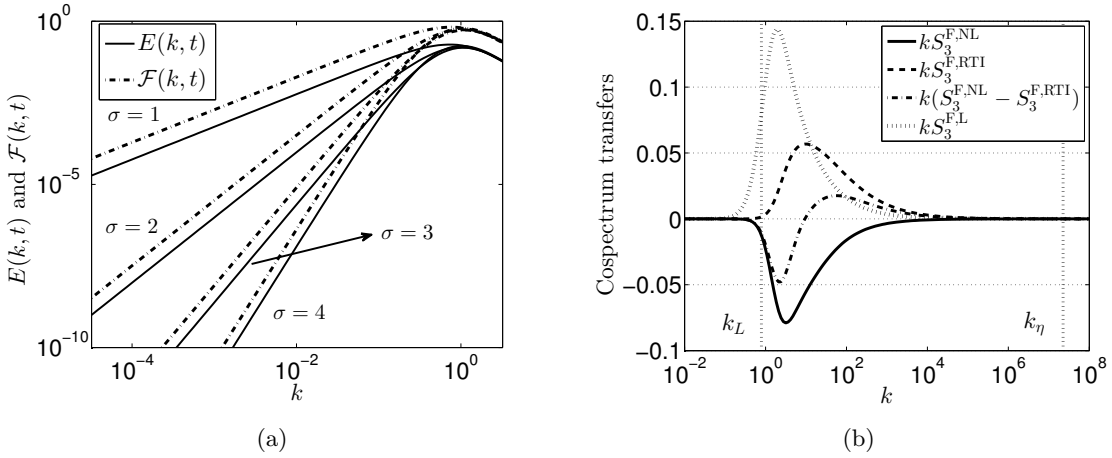 E(k, t) and F(k, t)
10^0
10^-5
10^-10
10^-4
10^-2
10^0
k
E(k, t)
F(k, t)
σ = 1
σ = 2
σ = 3
σ = 4
(a)
Cospectrum transfers
0.15
0.1
0.05
0
−0.05
−0.1
10^-2
10^0
10^2
10^4
10^6
10^8
k
kS_3^{F,NL}
kS_3^{F,RTI}
k(S_3^{F,NL} − S_3^{F,RTI})
kS_3^{F,L}
k_L
k_η
(b)